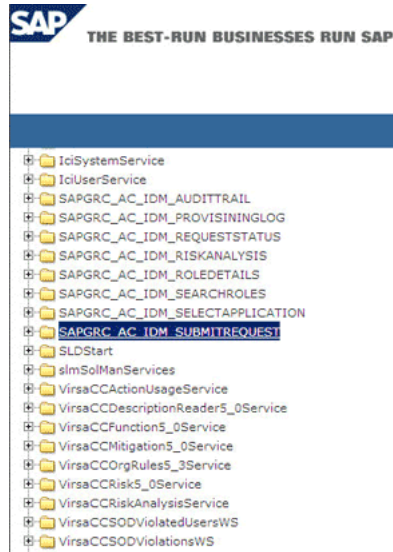 SAP
THE BEST-RUN BUSINESSES RUN SAP
IciSystemService
IciUserService
SAPGRC_AC_IDM_AUDITTRAIL
SAPGRC_AC_IDM_PROVISININGLOG
SAPGRC_AC_IDM_REQUESTSTATUS
SAPGRC_AC_IDM_RISKANALYSIS
SAPGRC_AC_IDM_ROLEDETAILS
SAPGRC_AC_IDM_SEARCHROLES
SAPGRC_AC_IDM_SELECTAPPLICATION
SAPGRC_AC_IDM_SUBMITREQUEST
SLDStart
slmSolManServices
VirsaCCActionUsageService
VirsaCCDescriptionReader5_0Service
VirsaCCFunction5_0Service
VirsaCCMitigation5_0Service
VirsaCCOrgRules5_3Service
VirsaCCRisk5_0Service
VirsaCCRiskAnalysisService
VirsaCCSODViolatedUsersWS
VirsaCCSODViolationsWS